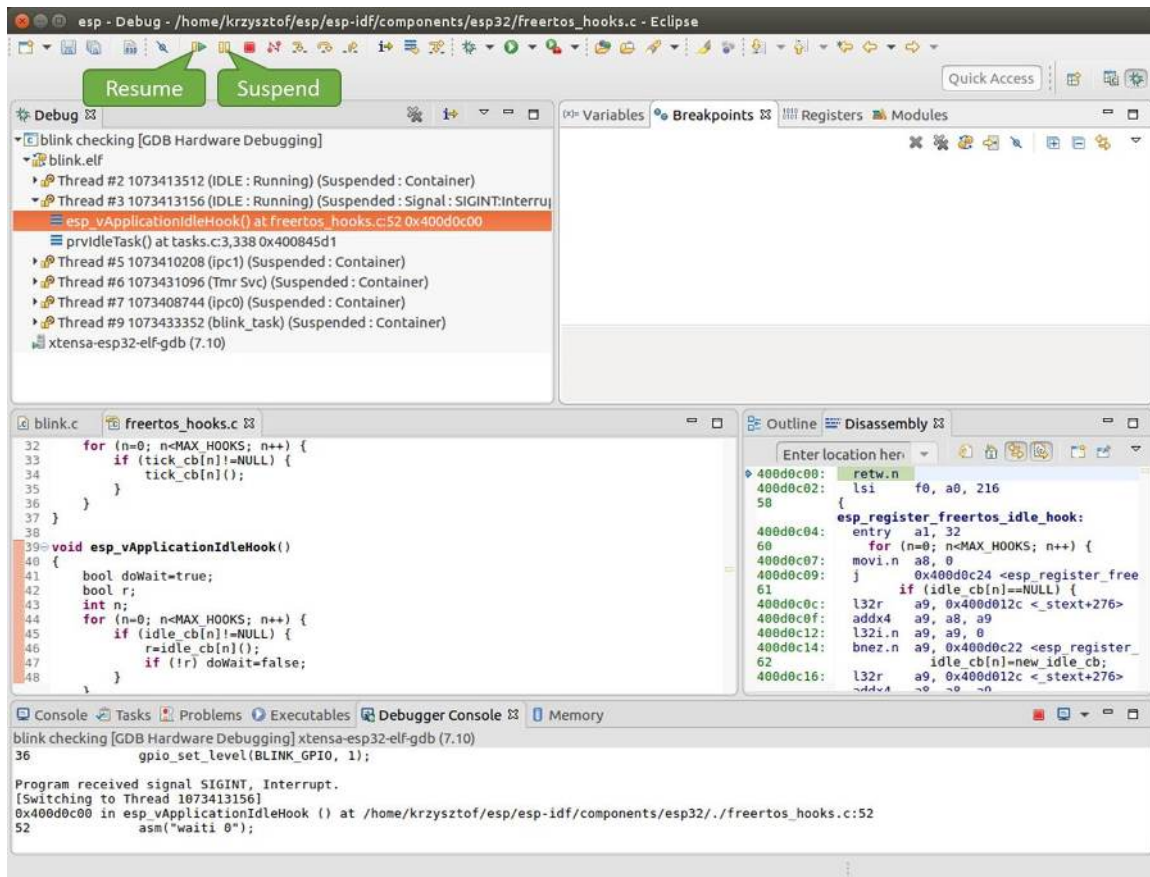 esp - Debug - /home/krzysztof/esp/esp-idf/components/esp32/freertos_hooks.c - Eclipse
Resume
Suspend
Quick Access
Debug
blink checking [GDB Hardware Debugging]
blink.elf
Thread #2 1073413512 (IDLE : Running) (Suspended : Container)
Thread #3 1073413156 (IDLE : Running) (Suspended : Signal : SIGINT:Interrup
esp_vApplicationIdleHook() at freertos_hooks.c:52 0x400d0c00
prvIdleTask() at tasks.c:3,338 0x400845d1
Thread #5 1073410208 (ipc1) (Suspended : Container)
Thread #6 1073431096 (Tmr Svc) (Suspended : Container)
Thread #7 1073408744 (ipc0) (Suspended : Container)
Thread #9 1073433352 (blink_task) (Suspended : Container)
xtensa-esp32-elf-gdb (7.10)
(x)= Variables Breakpoints Registers Modules
blink.c freertos_hooks.c
32 for (n=0; n<MAX_HOOKS; n++) {
33 if (tick_cb[n]!=NULL) {
34 tick_cb[n]();
35 }
36 }
37 }
38
39 void esp_vApplicationIdleHook()
40 {
41 bool doWait=true;
42 bool r;
43 int n;
44 for (n=0; n<MAX_HOOKS; n++) {
45 if (idle_cb[n]!=NULL) {
46 r=idle_cb[n]();
47 if (!r) doWait=false;
48 }
Outline Disassembly
Enter location her
400d0c00: retw.n
400d0c02: lsi f0, a0, 216
58 {
esp_register_freertos_idle_hook:
400d0c04: entry a1, 32
60 for (n=0; n<MAX_HOOKS; n++) {
400d0c07: movi.n a8, 0
400d0c09: j 0x400d0c24 <esp_register_free
61 if (idle_cb[n]==NULL) {
400d0c0c: l32r a9, 0x400d012c <_stext+276>
400d0c0f: addx4 a9, a8, a9
400d0c12: l32i.n a9, a9, 0
400d0c14: bnez.n a9, 0x400d0c22 <esp_register_
62 idle_cb[n]=new_idle_cb;
400d0c16: l32r a9, 0x400d012c <_stext+276>
Console Tasks Problems Executables Debugger Console Memory
blink checking [GDB Hardware Debugging] xtensa-esp32-elf-gdb (7.10)
36 gpio_set_level(BLINK_GPIO, 1);
Program received signal SIGINT, Interrupt.
[Switching to Thread 1073413156]
0x400d0c00 in esp_vApplicationIdleHook () at /home/krzysztof/esp/esp-idf/components/esp32/./freertos_hooks.c:52
52 asm("waiti 0");